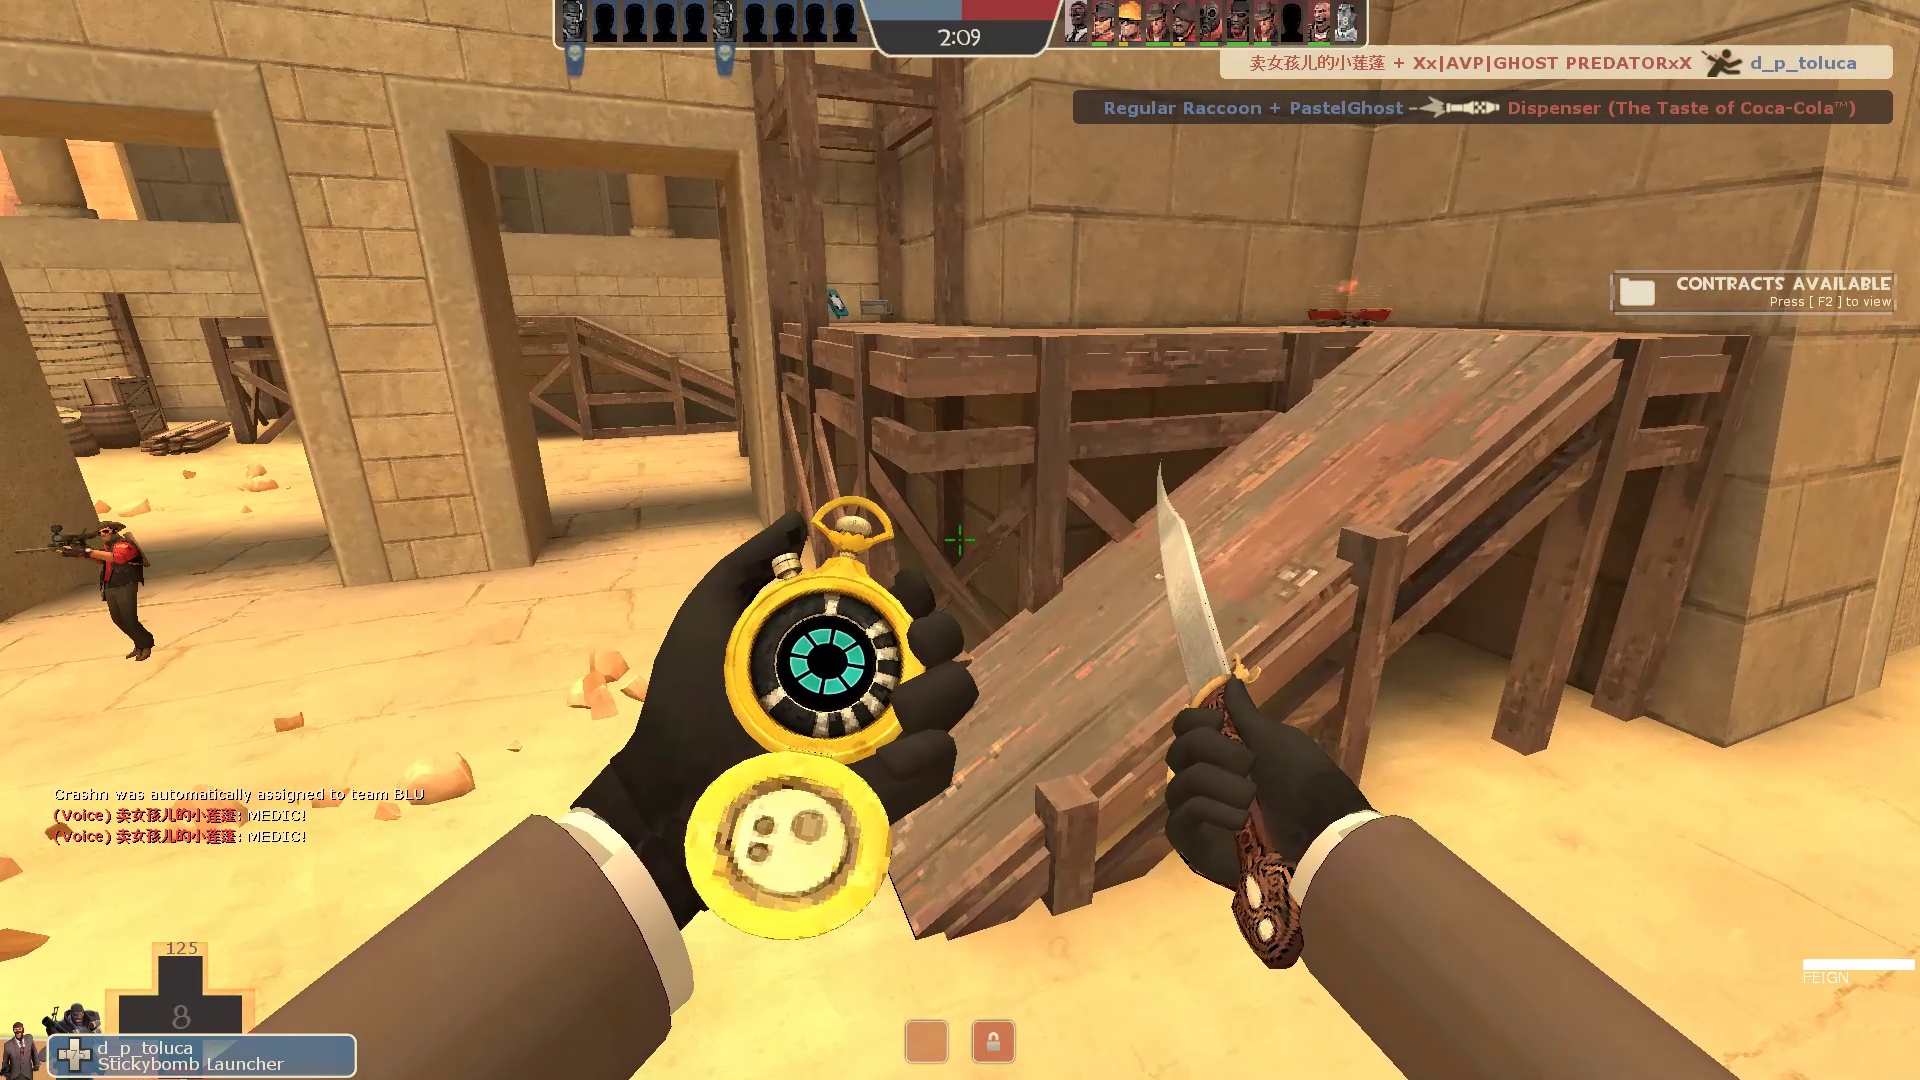 2:09
卖女孩儿的小莲蓬 + Xx|AVP|GHOST PREDATORxX d_p_toluca
Regular Raccoon + PastelGhost Dispenser (The Taste of Coca-Cola™)
CONTRACTS AVAILABLE
Press [ F2 ] to view
Crashn was automatically assigned to team BLU
(Voice) 卖女孩儿的小莲蓬: MEDIC!
(Voice) 卖女孩儿的小莲蓬: MEDIC!
125
8
175
d_p_toluca
Stickybomb Launcher
FEIGN